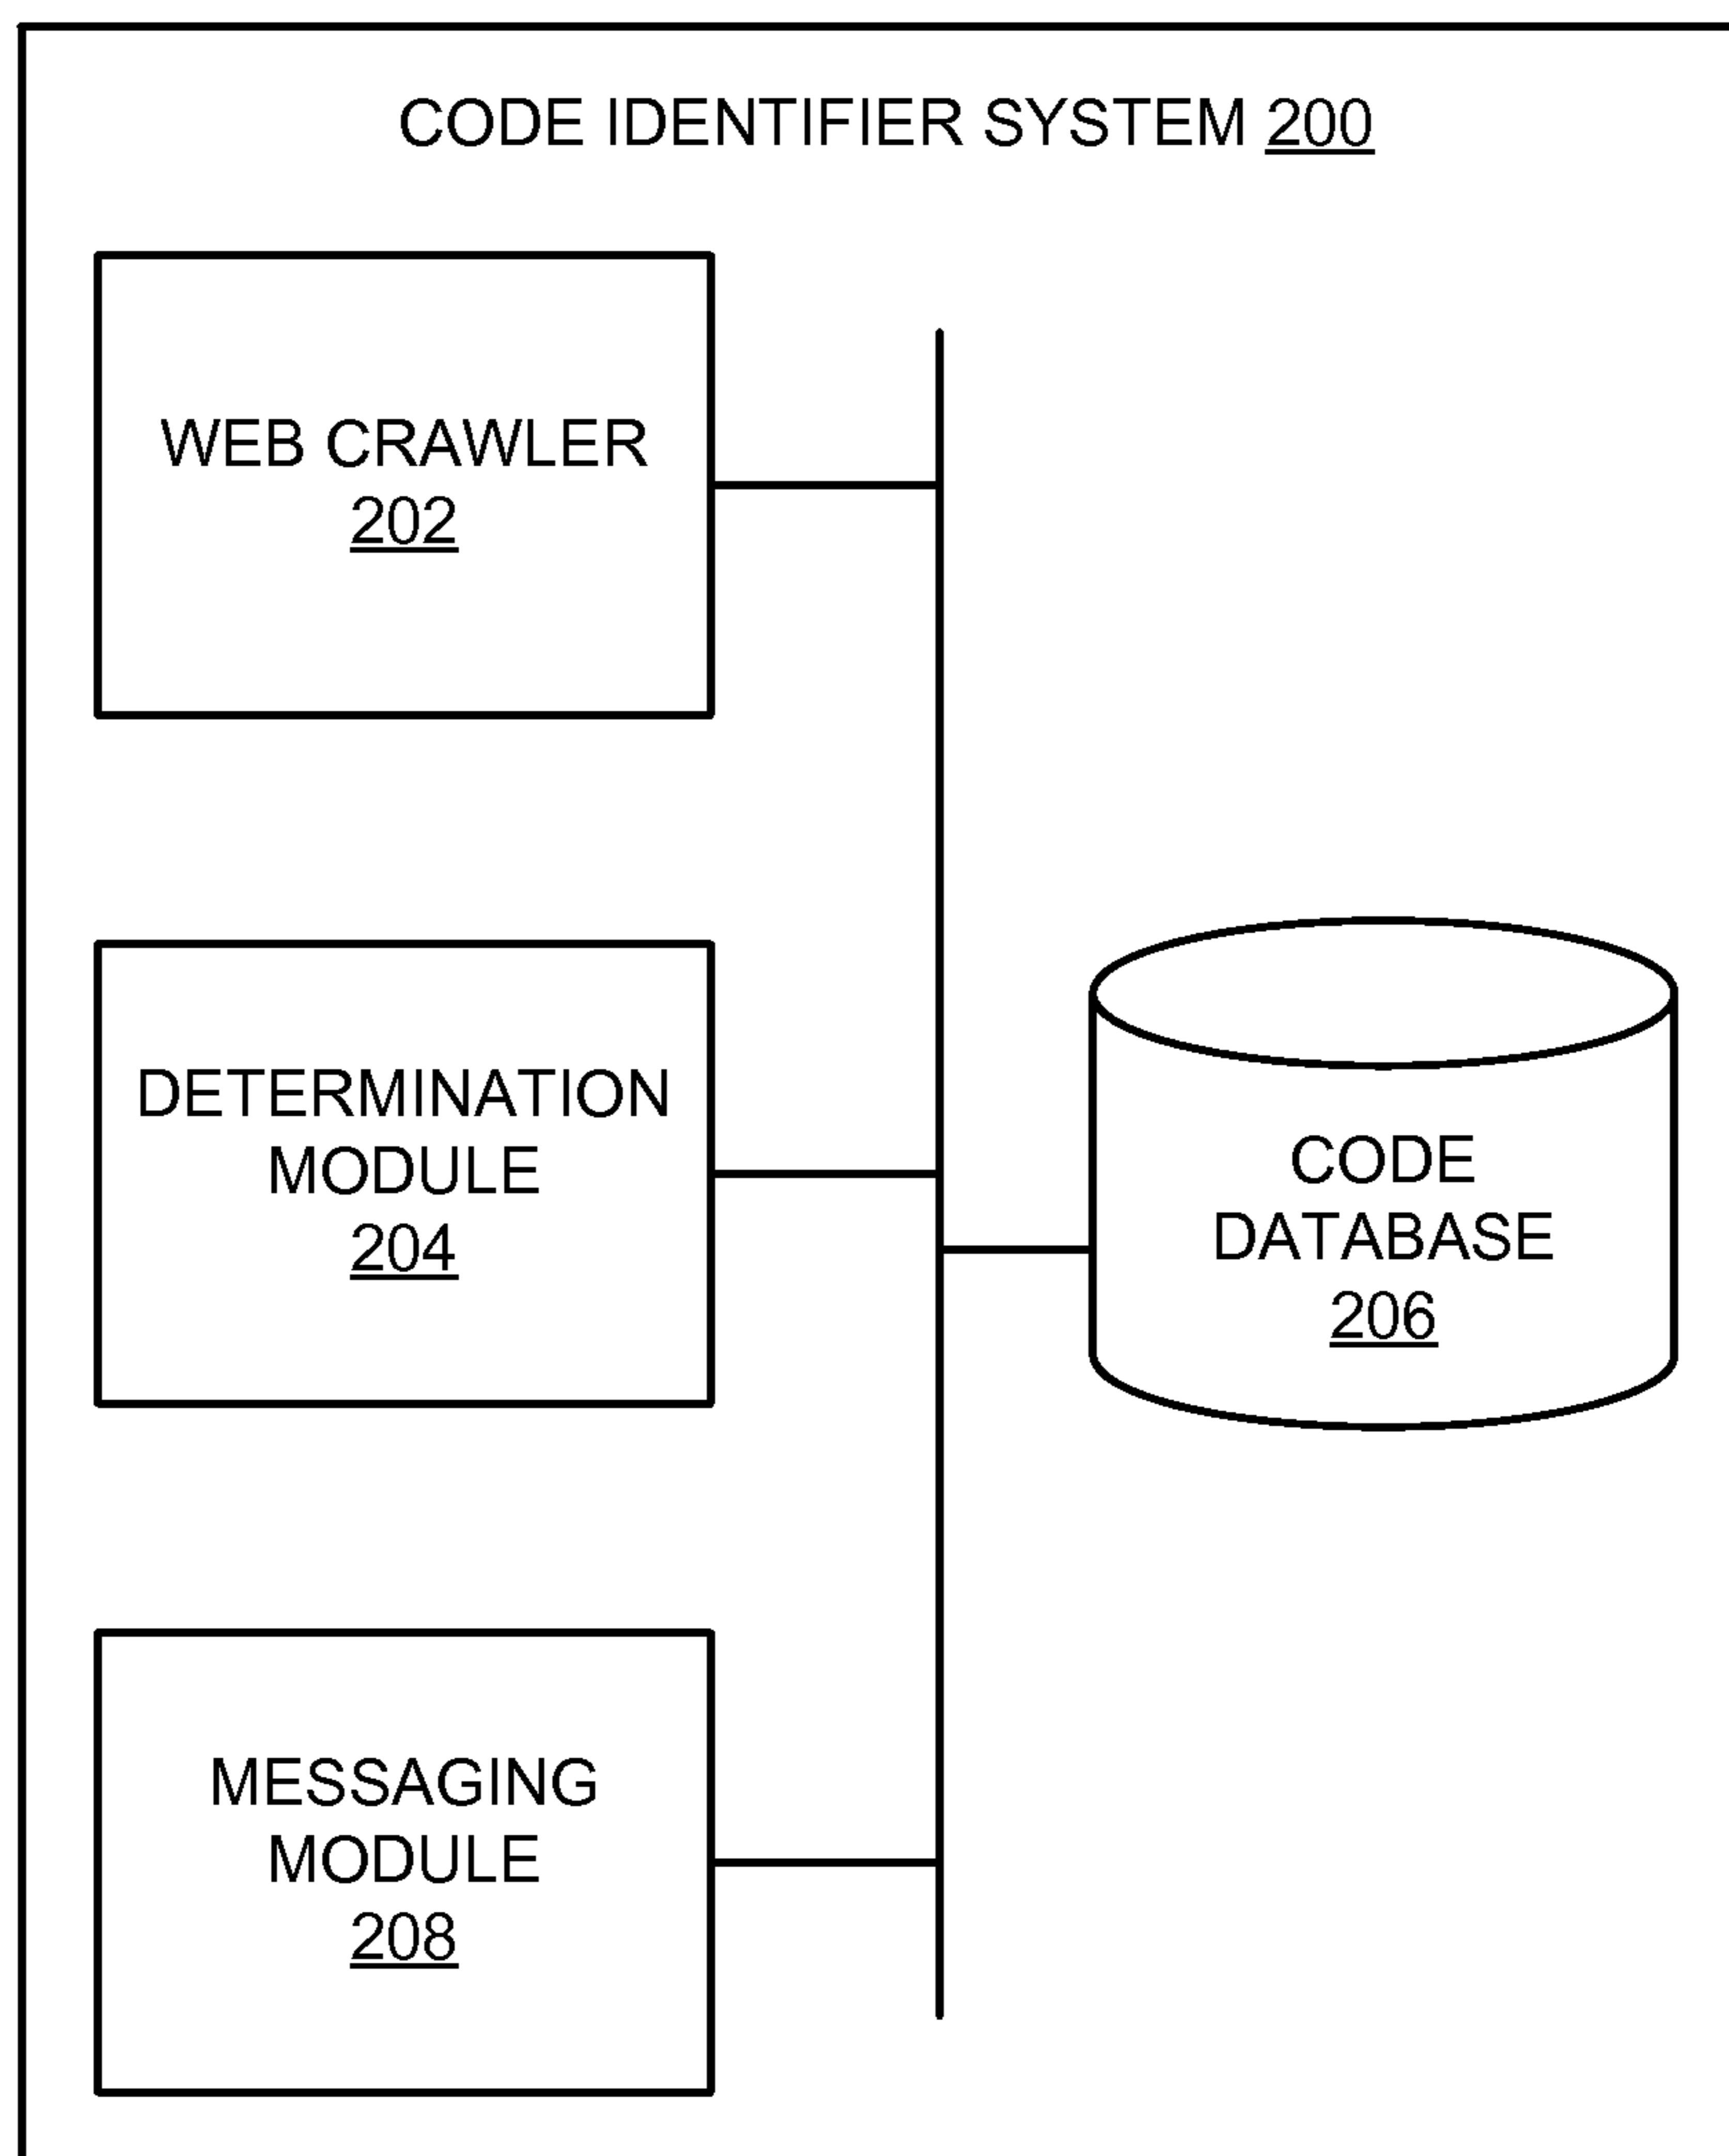 CODE IDENTIFIER SYSTEM 200
WEB CRAWLER
202
DETERMINATION
MODULE
204
CODE
DATABASE
206
MESSAGING
MODULE
208